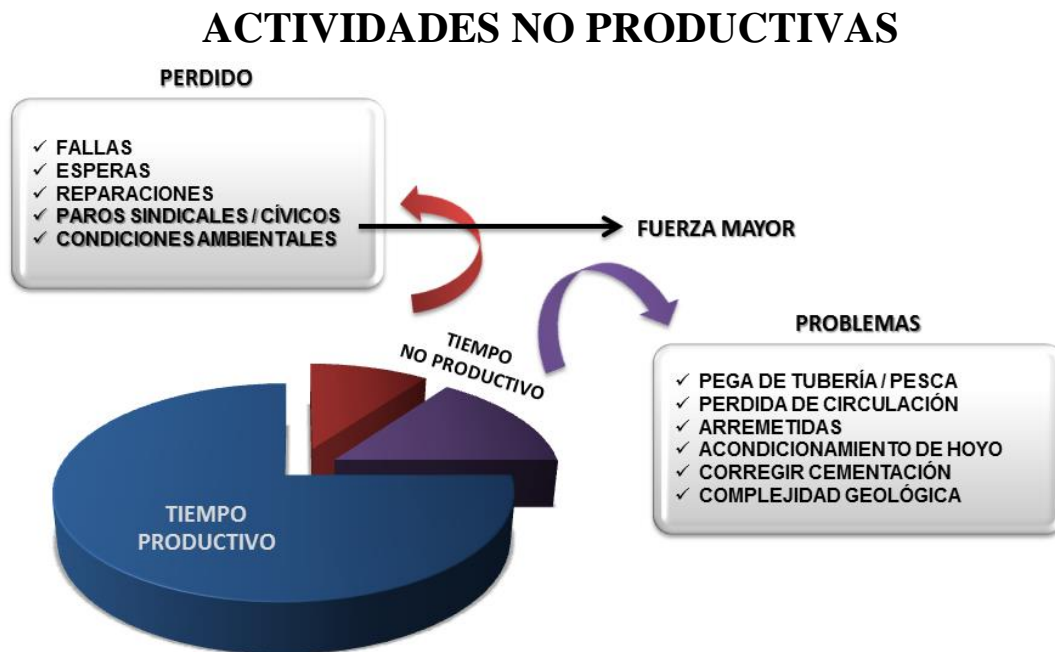 ACTIVIDADES NO PRODUCTIVAS
PERDIDO
✓ FALLAS
✓ ESPERAS
✓ REPARACIONES
✓ PAROS SINDICALES / CÍVICOS
✓ CONDICIONES AMBIENTALES
FUERZA MAYOR
PROBLEMAS
✓ PEGA DE TUBERÍA / PESCA
✓ PERDIDA DE CIRCULACIÓN
✓ ARREMETIDAS
✓ ACONDICIONAMIENTO DE HOYO
✓ CORREGIR CEMENTACIÓN
✓ COMPLEJIDAD GEOLÓGICA
TIEMPO
NO PRODUCTIVO
TIEMPO
PRODUCTIVO